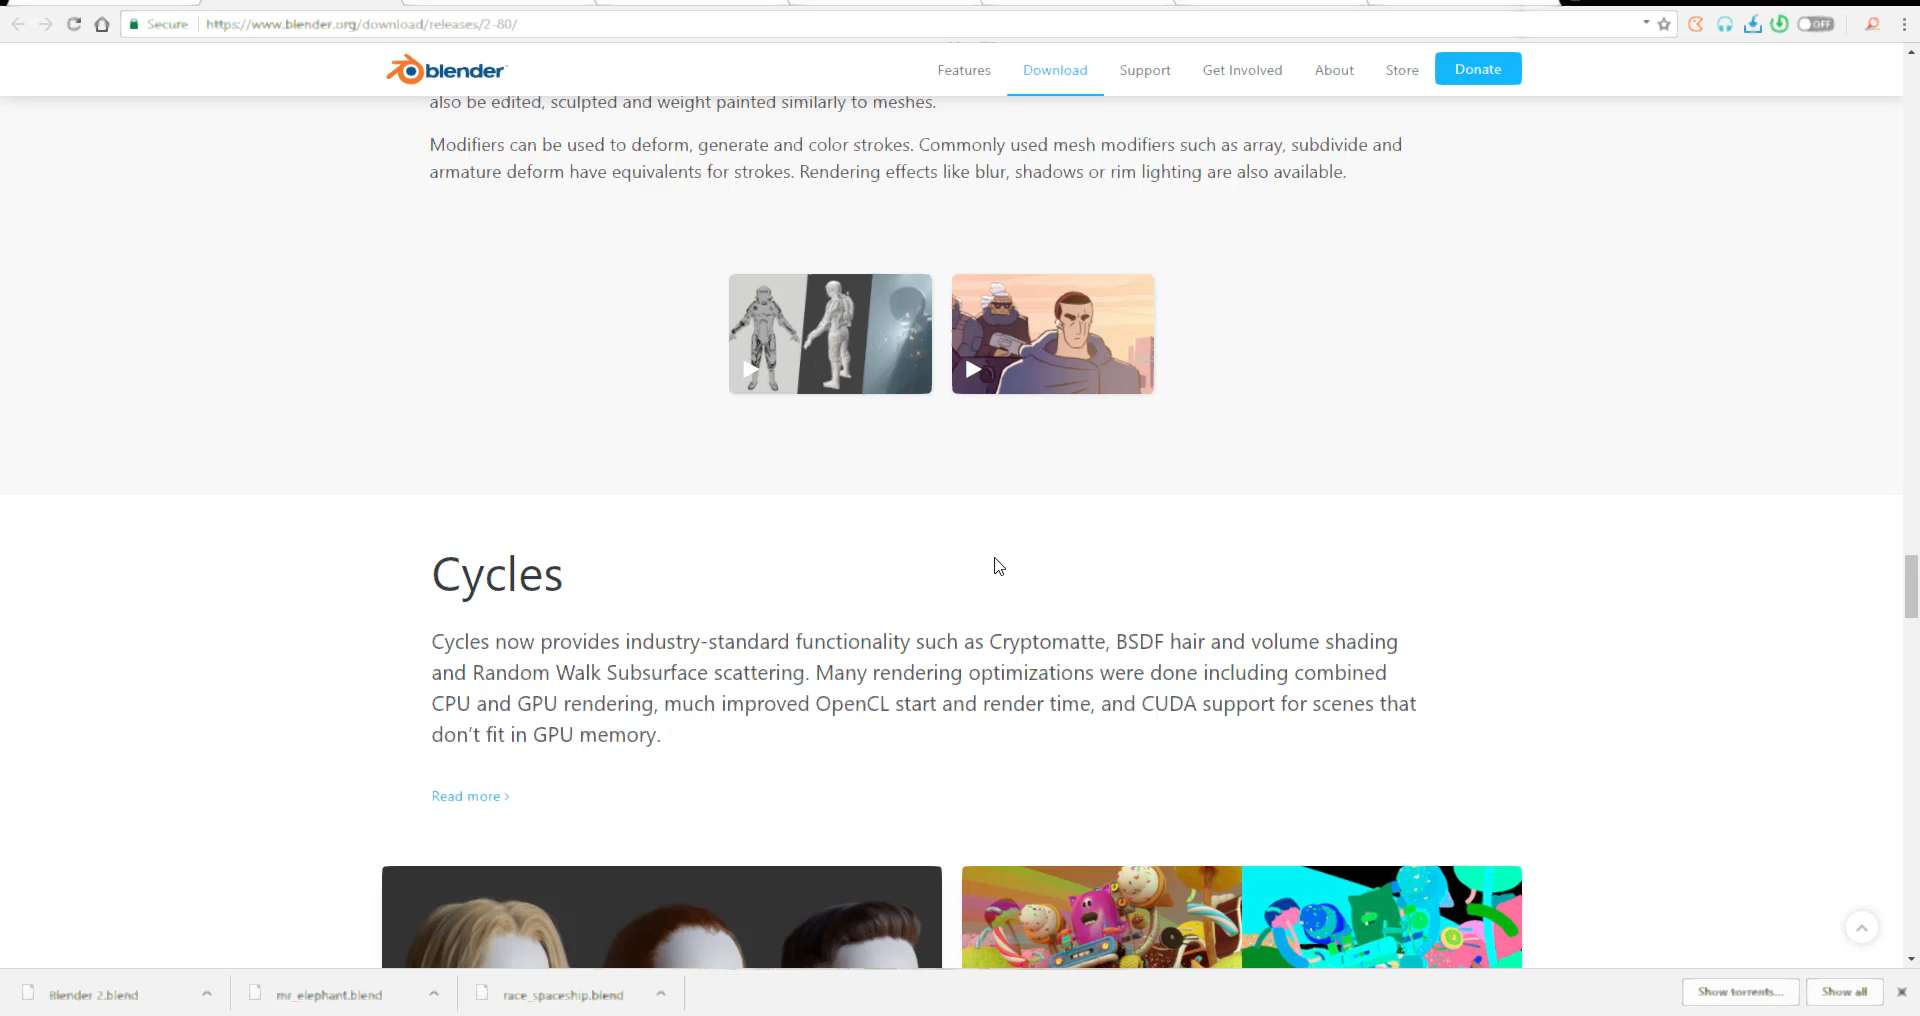 Secure https://www.blender.org/download/releases/2-80/
OFF
blender
Features Download Support Get Involved About Store Donate
also be edited, sculpted and weight painted similarly to meshes.
Modifiers can be used to deform, generate and color strokes. Commonly used mesh modifiers such as array, subdivide and
armature deform have equivalents for strokes. Rendering effects like blur, shadows or rim lighting are also available.
Cycles
Cycles now provides industry-standard functionality such as Cryptomatte, BSDF hair and volume shading
and Random Walk Subsurface scattering. Many rendering optimizations were done including combined
CPU and GPU rendering, much improved OpenCL start and render time, and CUDA support for scenes that
don’t fit in GPU memory.
Read more ›
Blender 2.blend mr_elephant.blend race_spaceship.blend Show torrents... Show all